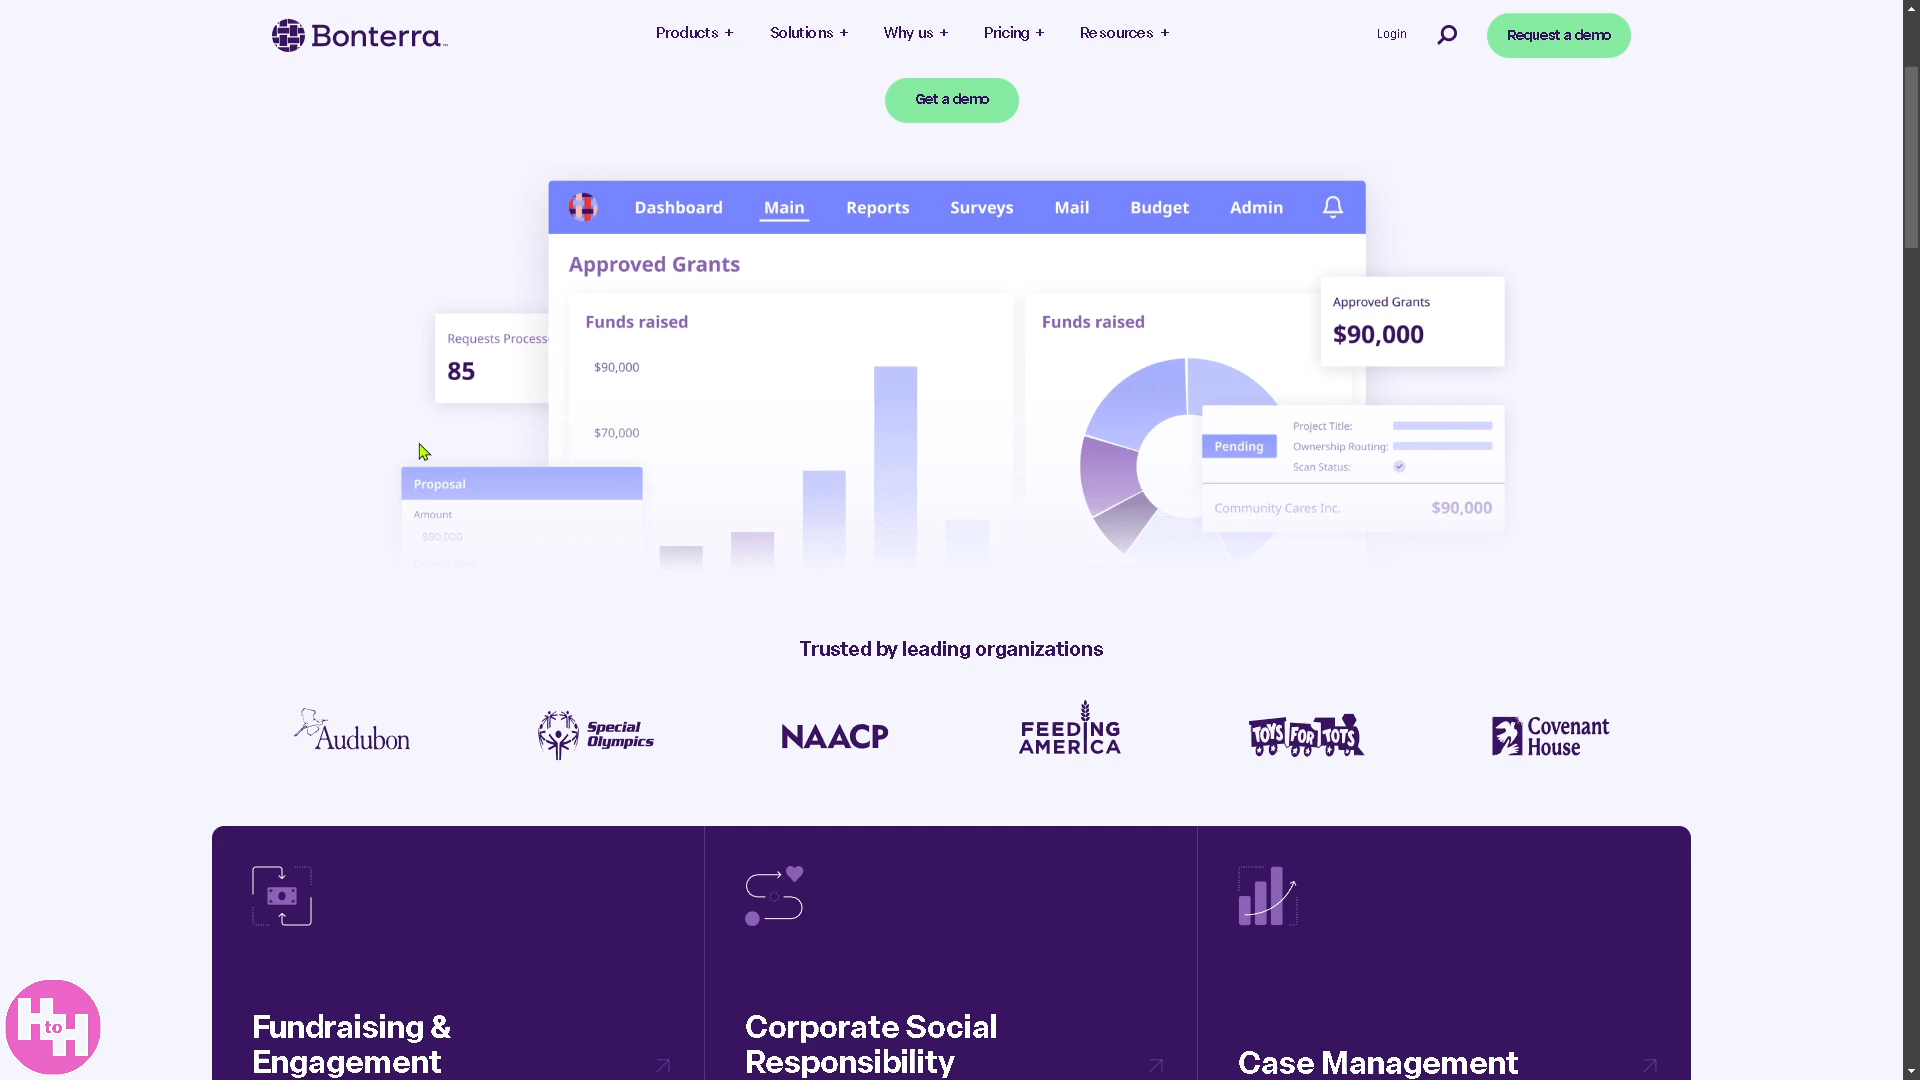 Bonterra
Products +
Solutions +
Why us +
Pricing +
Resources +
Login
Request a demo
Get a demo
Dashboard
Main
Reports
Surveys
Mail
Budget
Admin
Approved Grants
Funds raised
$90,000
$70,000
Funds raised
Approved Grants
$90,000
Requests Process
85
Pending
Project Title:
Ownership Routing:
Scan Status:
Community Cares Inc.
$90,000
Proposal
Amount
$90,000
Trusted by leading organizations
Audubon
Special
Olympics
NAACP
FEEDING
AMERICA
TOYS FOR TOTS
Covenant
House
Fundraising &
Engagement
Corporate Social
Responsibility
Case Management
H to H